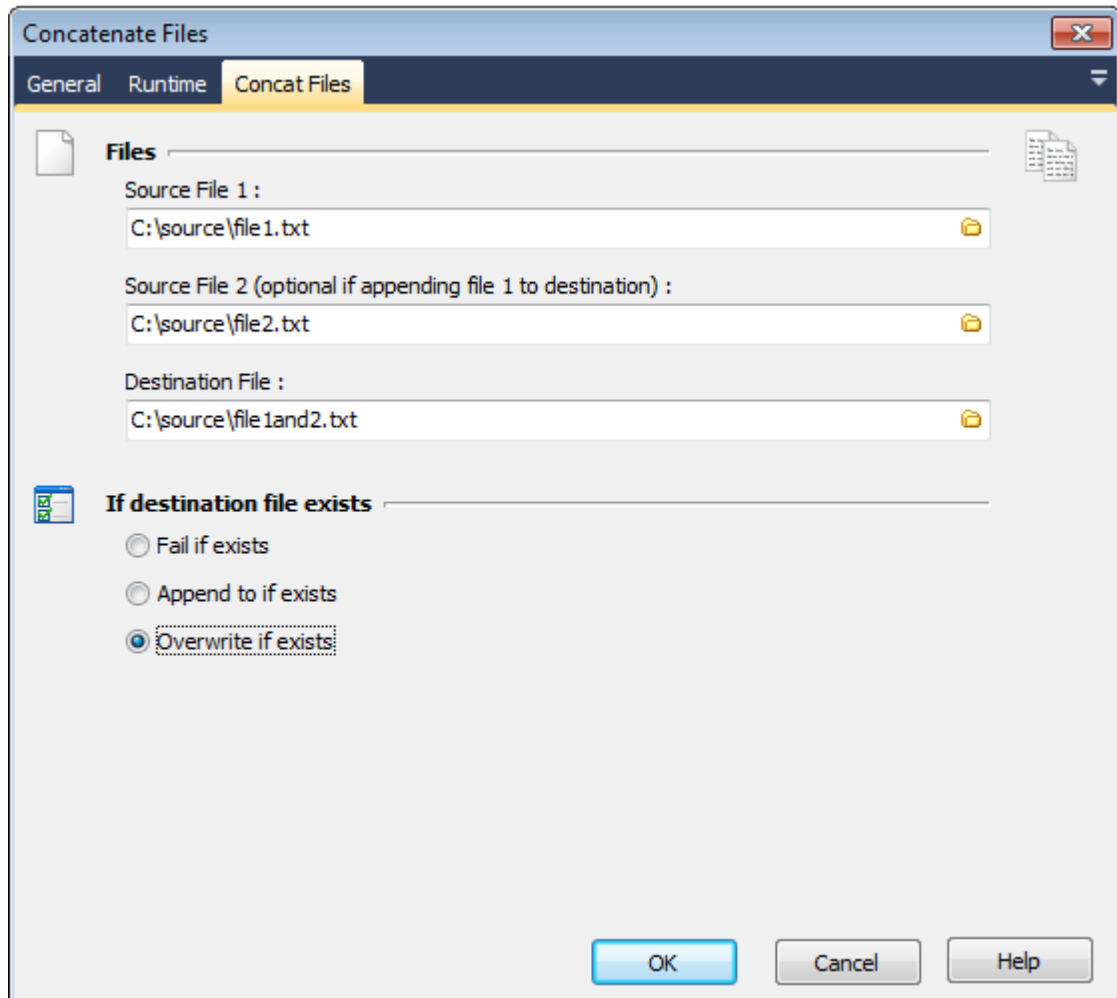 Concatenate Files
General Runtime Concat Files
Files
Source File 1 :
C:\source\file1.txt
Source File 2 (optional if appending file 1 to destination) :
C:\source\file2.txt
Destination File :
C:\source\file1and2.txt
If destination file exists
Fail if exists
Append to if exists
Overwrite if exists
OK Cancel Help